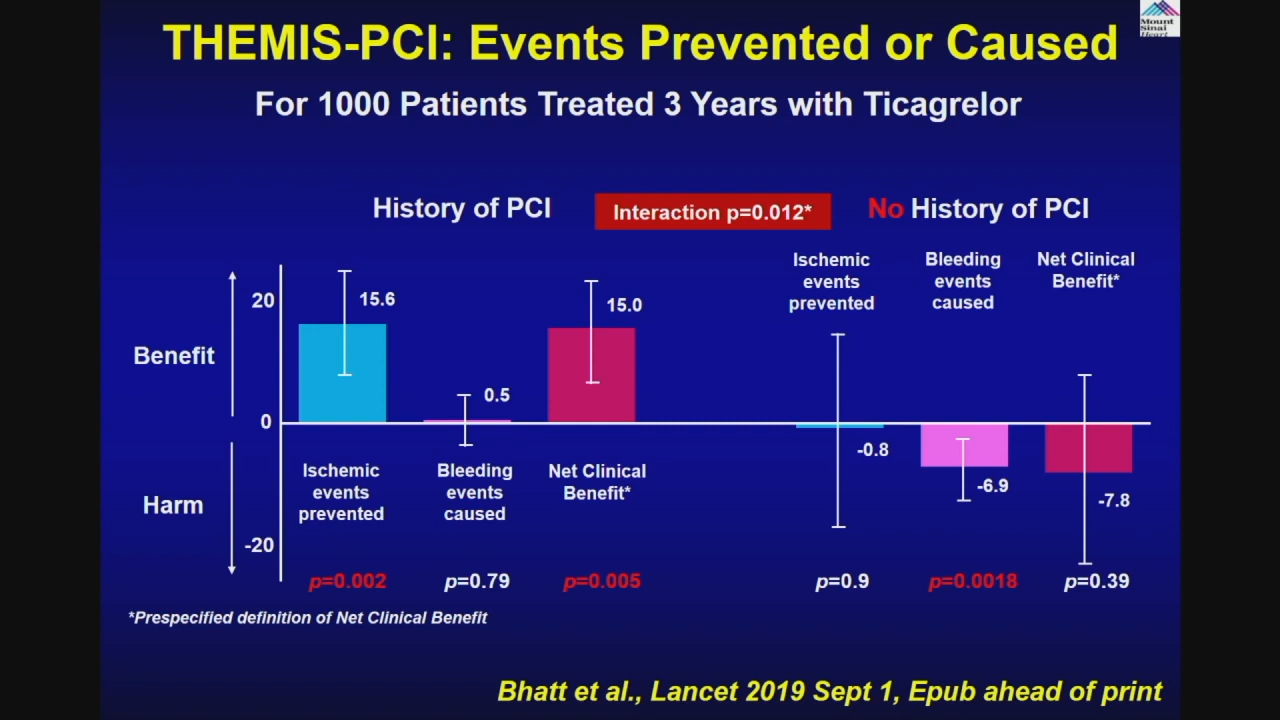 THEMIS-PCI: Events Prevented or Caused
Mount
Sinai
Heart
For 1000 Patients Treated 3 Years with Ticagrelor
History of PCI
Interaction p=0.012*
No History of PCI
Ischemic
events
prevented
Bleeding
events
caused
Net Clinical
Benefit*
20
15.6
15.0
Benefit
0.5
0
-0.8
Ischemic
events
prevented
Bleeding
events
caused
Net Clinical
Benefit*
-6.9
-7.8
Harm
-20
p=0.002
p=0.79
p=0.005
p=0.9
p=0.0018
p=0.39
*Prespecified definition of Net Clinical Benefit
Bhatt et al., Lancet 2019 Sept 1, Epub ahead of print